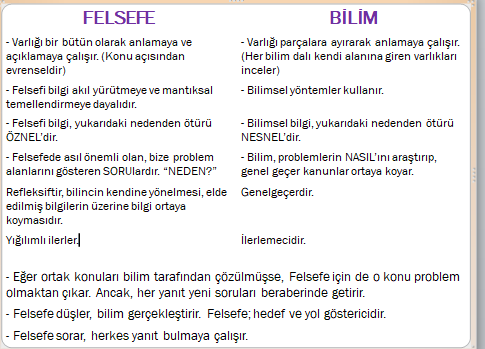 FELSEFE BİLİM
- Varlığı bir bütün olarak anlamaya ve
açıklamaya çalışır. (Konu açısından
evrenseldir)
- Varlığı parçalara ayırarak anlamaya çalışır.
(Her bilim dalı kendi alanına giren varlıkları
inceler)
- Felsefi bilgi akıl yürütmeye ve mantıksal
temellendirmeye dayalıdır.
- Bilimsel yöntemler kullanır.
- Felsefi bilgi, yukarıdaki nedenden ötürü
ÖZNEL'dir.
- Bilimsel bilgi, yukarıdaki nedenden ötürü
NESNEL'dir.
- Felsefede asıl önemli olan, bize problem
alanlarını gösteren SORUlardır. “NEDEN?”
- Bilim, problemlerin NASIL'ını araştırıp,
genel geçer kanunlar ortaya koyar.
Refleksiftir, bilincin kendine yönelmesi, elde
edilmiş bilgilerin üzerine bilgi ortaya
koymasıdır.
Genelgeçerdir.
Yığılımlı ilerler.
İlerlemecidir.
- Eğer ortak konuları bilim tarafından çözülmüşse, Felsefe için de o konu problem
olmaktan çıkar. Ancak, her yanıt yeni soruları beraberinde getirir.
- Felsefe düşler, bilim gerçekleştirir. Felsefe; hedef ve yol göstericidir.
- Felsefe sorar, herkes yanıt bulmaya çalışır.